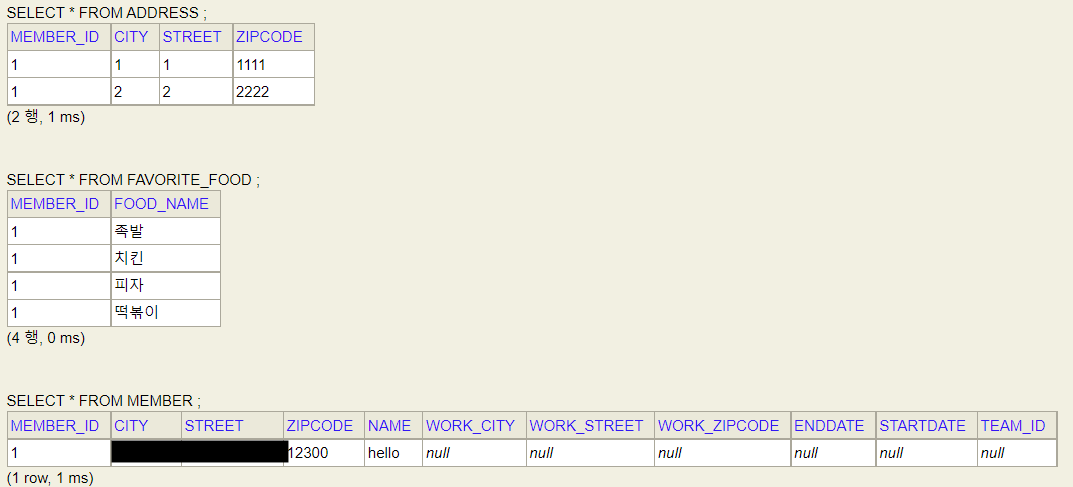 SELECT * FROM ADDRESS ;
MEMBER_ID CITY STREET ZIPCODE
1 1 1 1111
1 2 2 2222
(2 행, 1 ms)
SELECT * FROM FAVORITE_FOOD ;
MEMBER_ID FOOD_NAME
1 족발
1 치킨
1 피자
1 떡볶이
(4 행, 0 ms)
SELECT * FROM MEMBER ;
MEMBER_ID CITY STREET ZIPCODE NAME WORK_CITY WORK_STREET WORK_ZIPCODE ENDDATE STARTDATE TEAM_ID
1 12300 hello null null null null null null
(1 row, 1 ms)